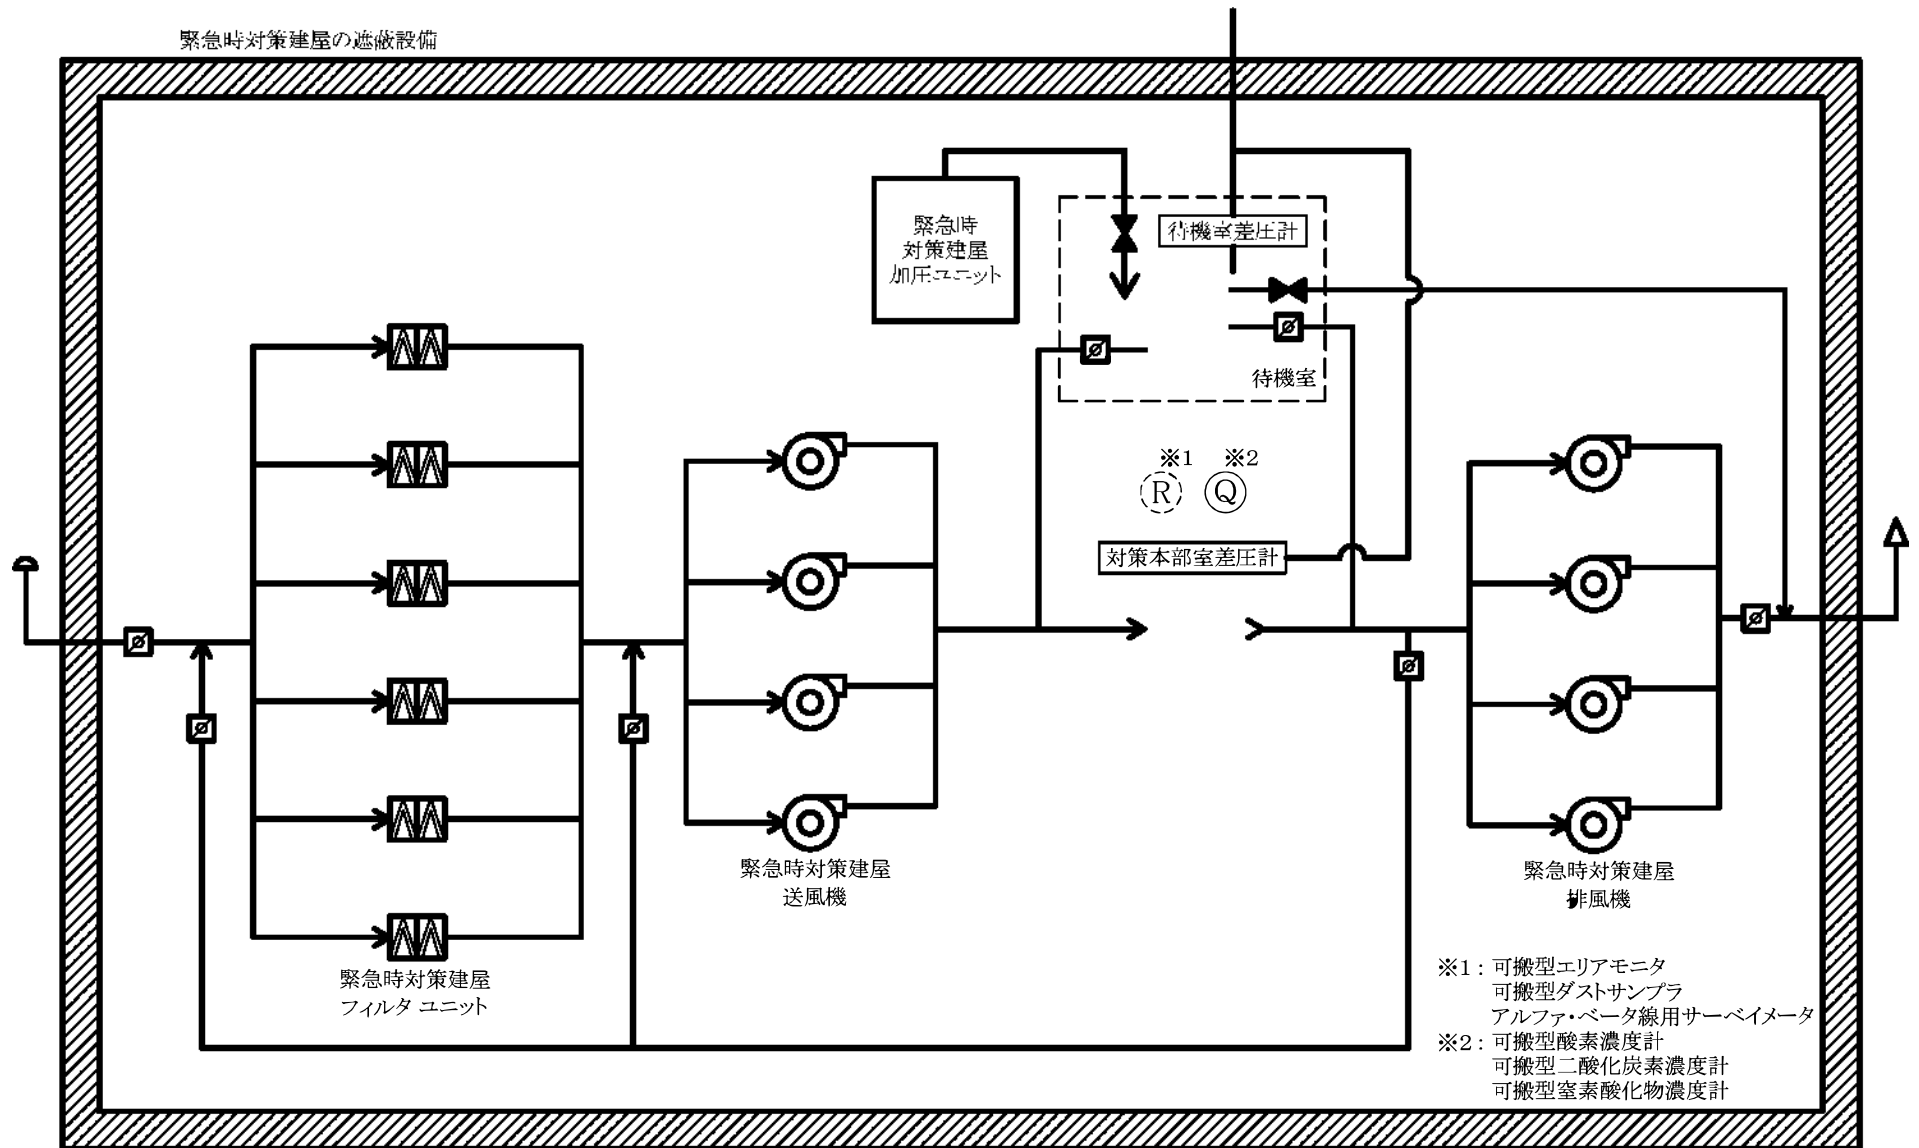 緊急時対策建屋の遮蔽設備
緊急時
対策建屋
加圧ユニット
待機室差圧計
待機室
※1 ※2
R Q
対策本部室差圧計
緊急時対策建屋
送風機
緊急時対策建屋
排風機
緊急時対策建屋
フィルタ ユニット
※1 : 可搬型エリアモニタ
可搬型ダストサンプラ
アルファ・ベータ線用サーベイメータ
※2 : 可搬型酸素濃度計
可搬型二酸化炭素濃度計
可搬型窒素酸化物濃度計